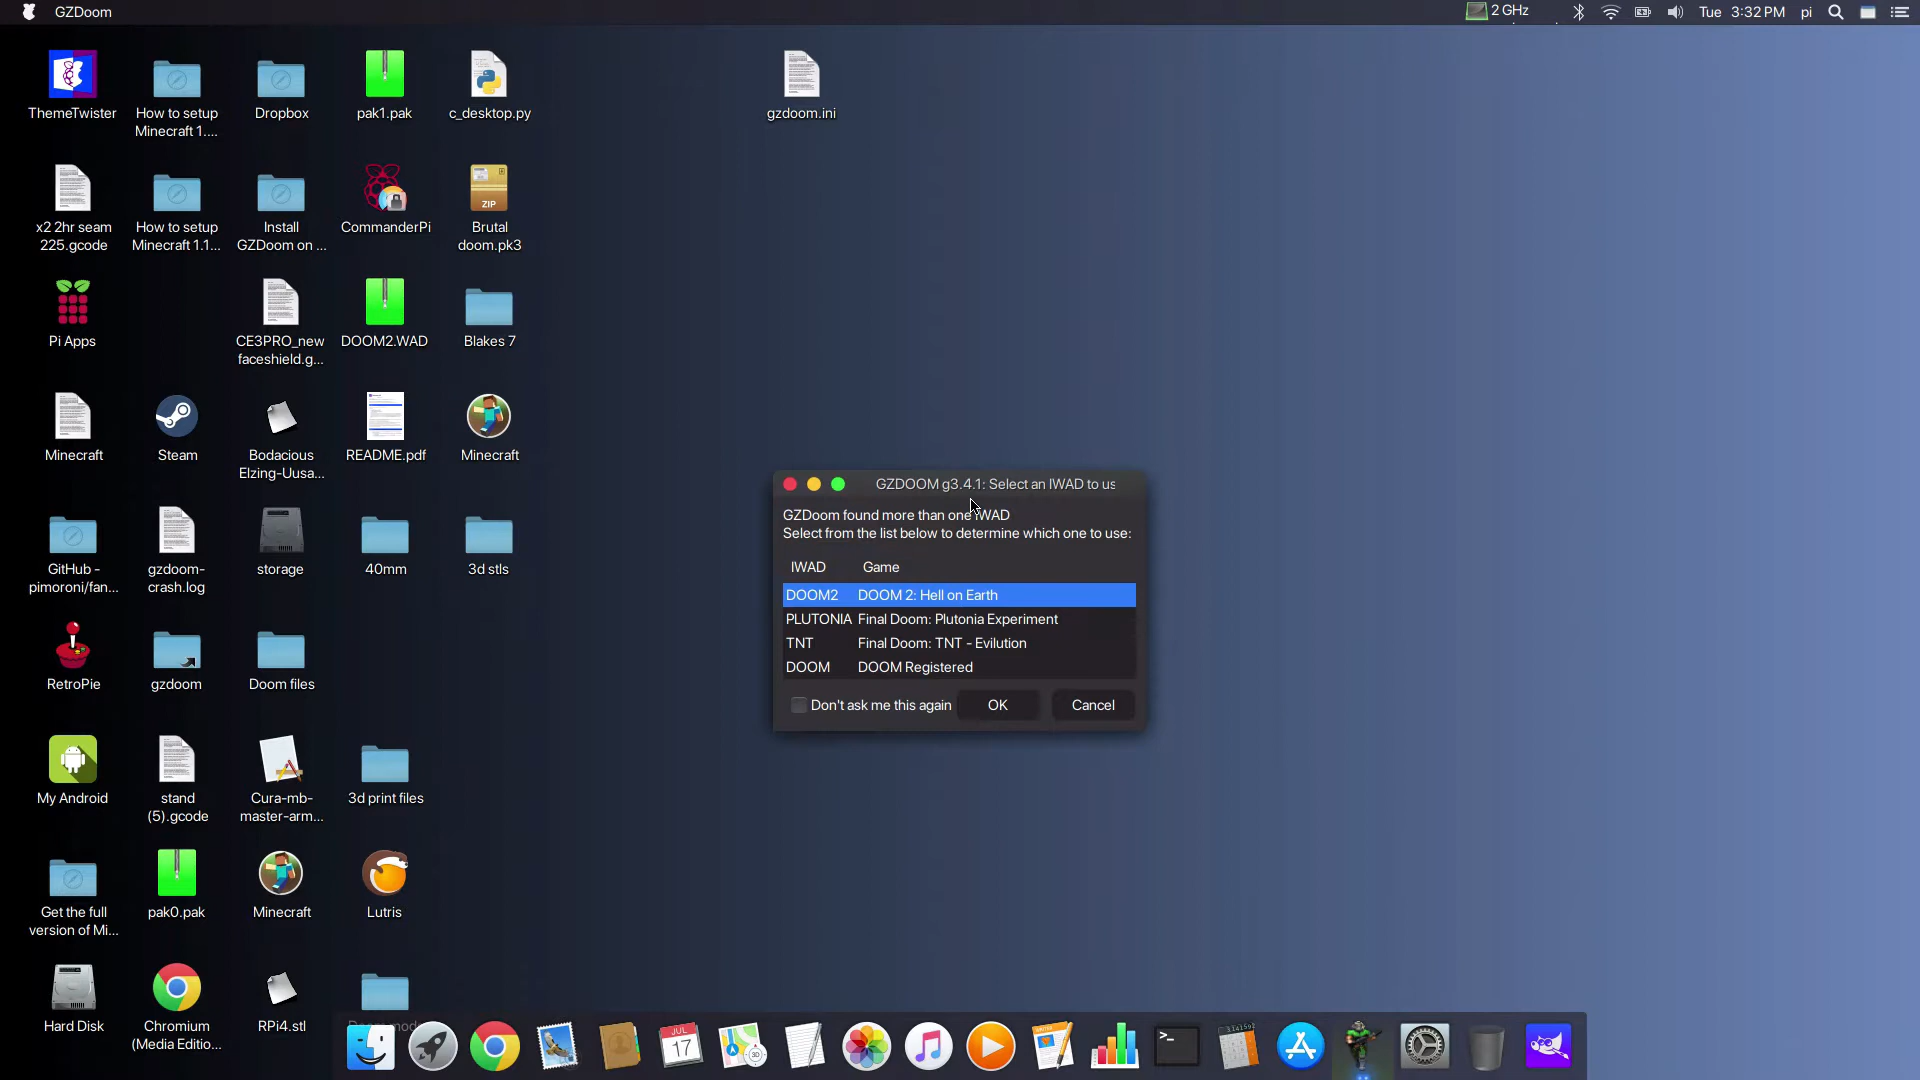 GZDoom
2 GHz
Tue 3:32 PM pi
ThemeTwister
How to setup
Minecraft 1....
Dropbox
pak1.pak
c_desktop.py
gzdoom.ini
x2 2hr seam
225.gcode
How to setup
Minecraft 1.1...
Install
GZDoom on ...
CommanderPi
ZIP
Brutal
doom.pk3
Pi Apps
CE3PRO_new
faceshield.g...
DOOM2.WAD
Blakes 7
Minecraft
Steam
Bodacious
Elzing-Uusa...
README.pdf
Minecraft
GitHub -
pimoroni/fan...
gzdoom-
crash.log
storage
40mm
3d stls
RetroPie
gzdoom
Doom files
My Android
stand
(5).gcode
Cura-mb-
master-arm...
3d print files
Get the full
version of Mi...
pak0.pak
Minecraft
Lutris
Hard Disk
Chromium
(Media Editio...
RPi4.stl
GZDOOM g3.4.1: Select an IWAD to us
GZDoom found more than one IWAD
Select from the list below to determine which one to use:
IWAD Game
DOOM2 DOOM 2: Hell on Earth
PLUTONIA Final Doom: Plutonia Experiment
TNT Final Doom: TNT - Evilution
DOOM DOOM Registered
Don't ask me this again
OK
Cancel
JUL
17